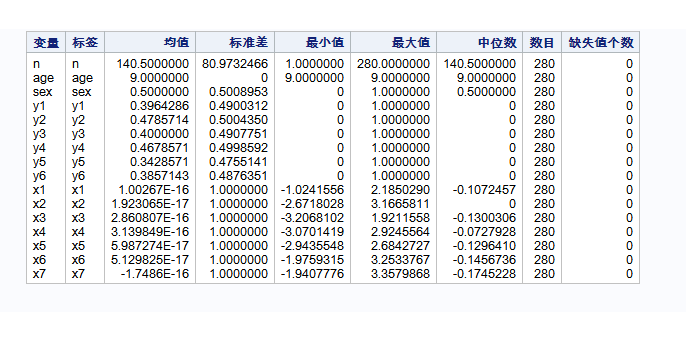 变量 标签 均值 标准差 最小值 最大值 中位数 数目 缺失值个数
n n 140.5000000 80.9732466 1.0000000 280.0000000 140.5000000 280 0
age age 9.0000000 0 9.0000000 9.0000000 9.0000000 280 0
sex sex 0.5000000 0.5008953 0 1.0000000 0.5000000 280 0
y1 y1 0.3964286 0.4900312 0 1.0000000 0 280 0
y2 y2 0.4785714 0.5004350 0 1.0000000 0 280 0
y3 y3 0.4000000 0.4907751 0 1.0000000 0 280 0
y4 y4 0.4678571 0.4998592 0 1.0000000 0 280 0
y5 y5 0.3428571 0.4755141 0 1.0000000 0 280 0
y6 y6 0.3857143 0.4876351 0 1.0000000 0 280 0
x1 x1 1.00267E-16 1.0000000 -1.0241556 2.1850290 -0.1072457 280 0
x2 x2 1.923065E-17 1.0000000 -2.6718028 3.1665811 0 280 0
x3 x3 2.860807E-16 1.0000000 -3.2068102 1.9211558 -0.1300306 280 0
x4 x4 3.139849E-16 1.0000000 -3.0701419 2.9245564 -0.0727928 280 0
x5 x5 5.987274E-17 1.0000000 -2.9435548 2.6842727 -0.1296410 280 0
x6 x6 5.129825E-17 1.0000000 -1.9759315 3.2533767 -0.1456736 280 0
x7 x7 -1.7486E-16 1.0000000 -1.9407776 3.3579868 -0.1745228 280 0